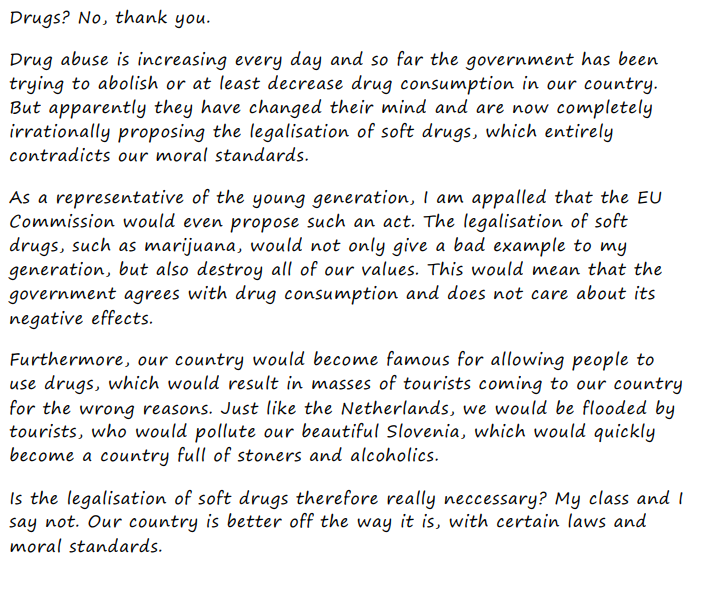 Drugs? No, thank you.
Drug abuse is increasing every day and so far the government has been
trying to abolish or at least decrease drug consumption in our country.
But apparently they have changed their mind and are now completely
irrationally proposing the legalisation of soft drugs, which entirely
contradicts our moral standards.
As a representative of the young generation, I am appalled that the EU
Commission would even propose such an act. The legalisation of soft
drugs, such as marijuana, would not only give a bad example to my
generation, but also destroy all of our values. This would mean that the
government agrees with drug consumption and does not care about its
negative effects.
Furthermore, our country would become famous for allowing people to
use drugs, which would result in masses of tourists coming to our country
for the wrong reasons. Just like the Netherlands, we would be flooded by
tourists, who would pollute our beautiful Slovenia, which would quickly
become a country full of stoners and alcoholics.
Is the legalisation of soft drugs therefore really neccessary? My class and I
say not. Our country is better off the way it is, with certain laws and
moral standards.